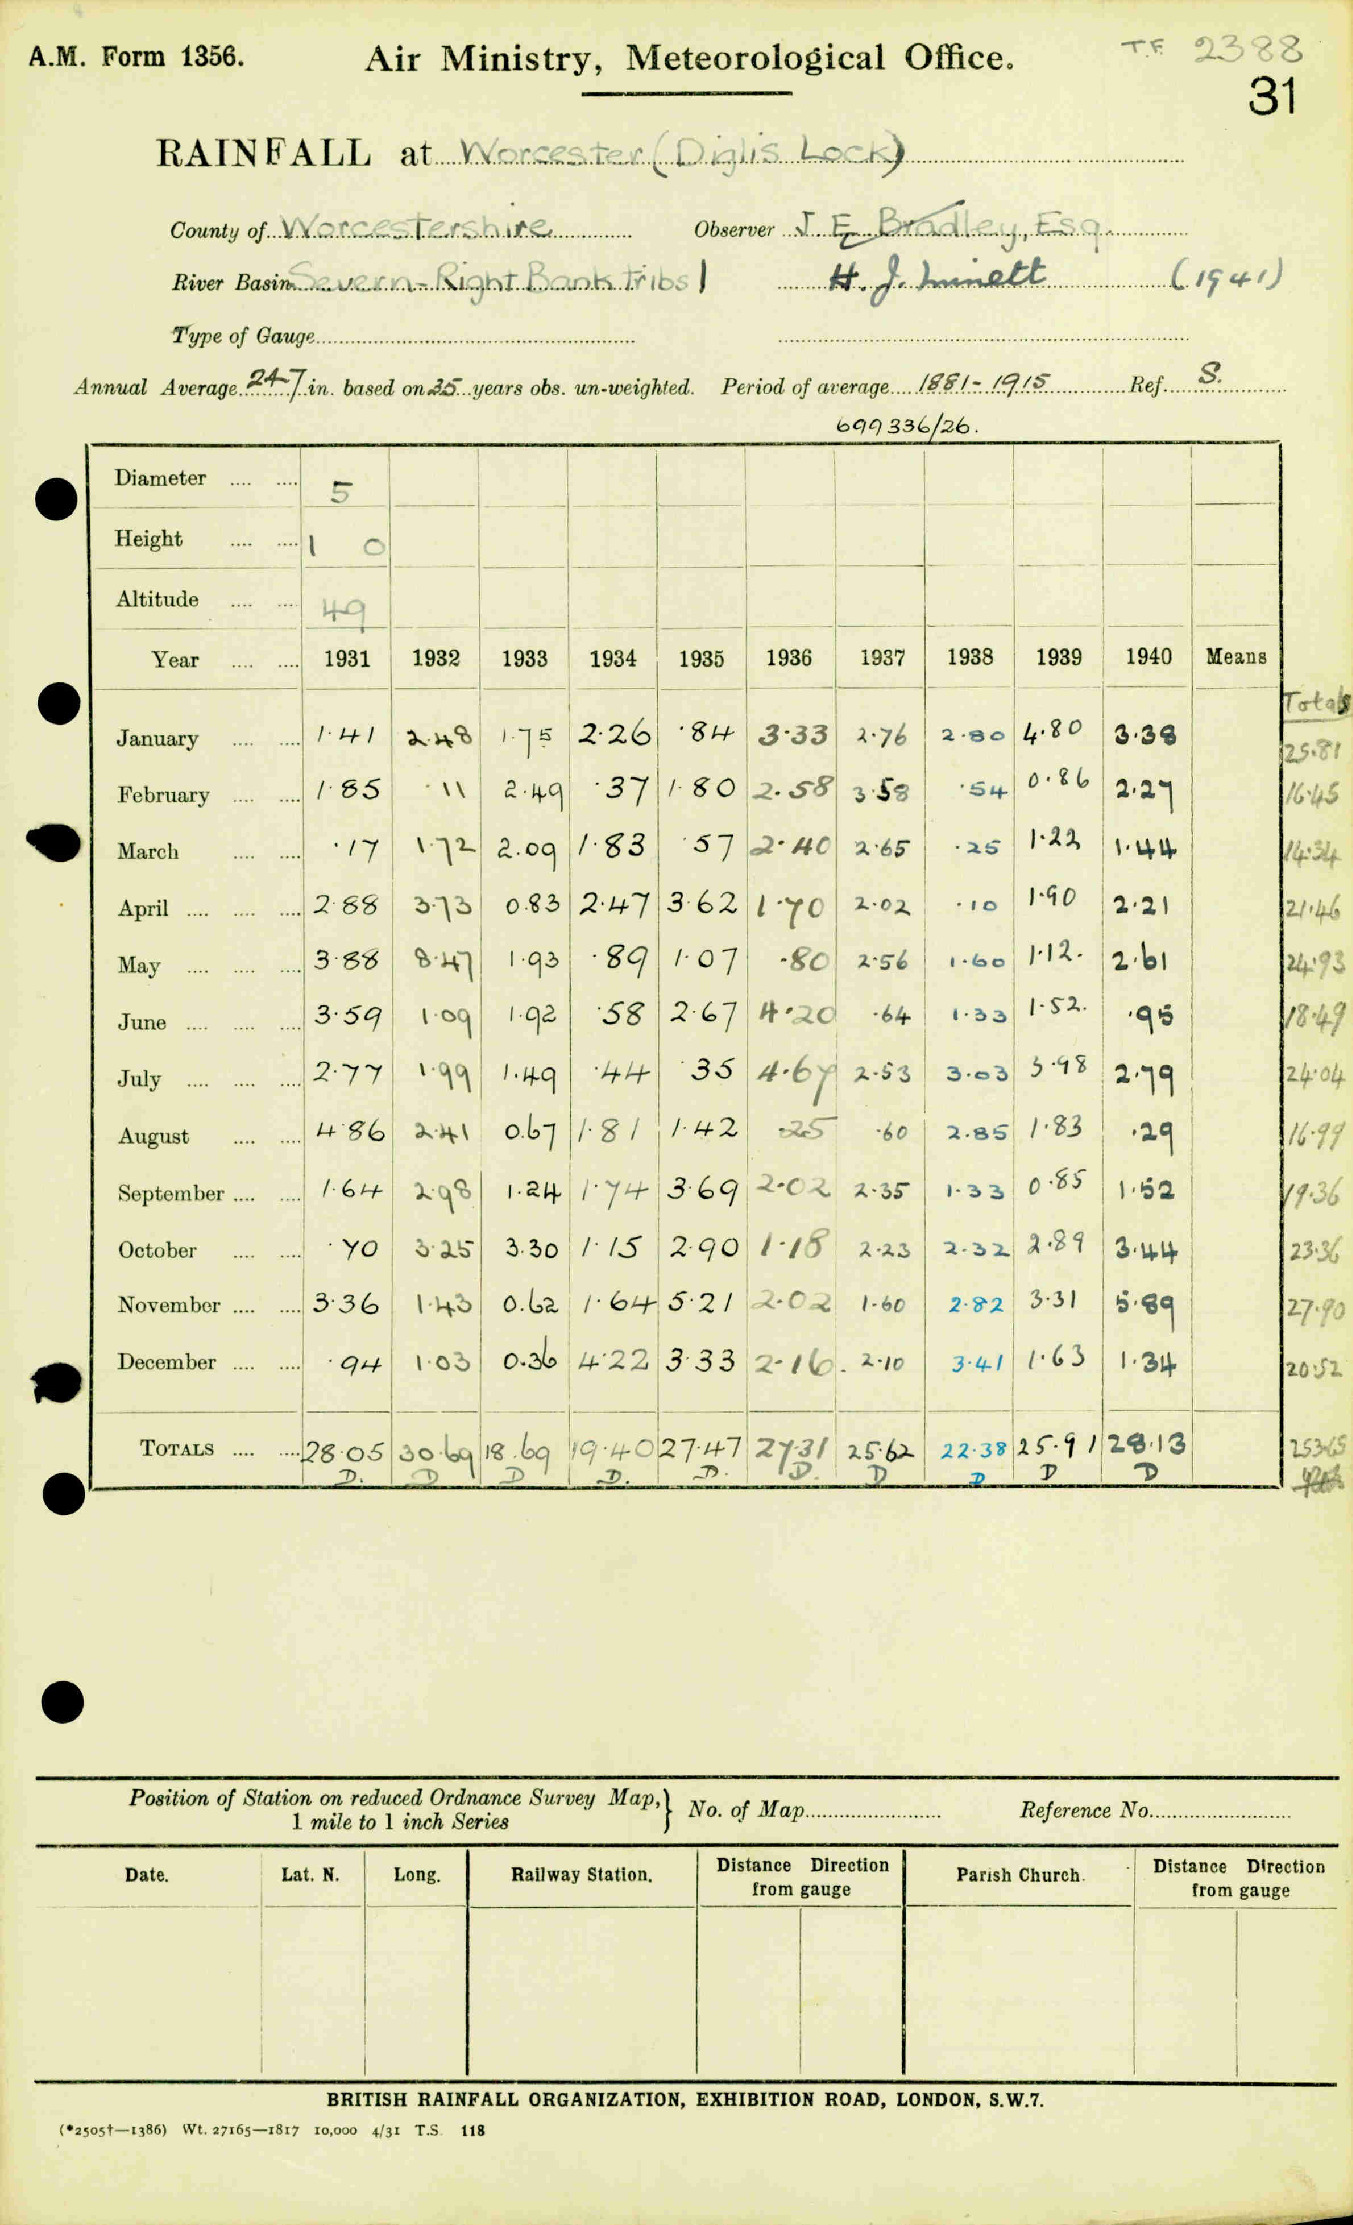 A.M. Form 1356.
Air Ministry, Meteorological Office.
T.F. 2388
31
RAINFALL at Worcester (Diglis Lock)
County of Worcestershire Observer J. E. Bradley, Esq.
River Basin Severn-Right Bank Tribs 1 H. J. Minett (1941)
Type of Gauge
Annual Average 24.7 in. based on 35 years obs. un-weighted. Period of average 1881-1915 Ref. S.
699336/26.
Diameter 5
Height 1 0
Altitude 49
Year 1931 1932 1933 1934 1935 1936 1937 1938 1939 1940 Means Totals
January 1.41 2.48 1.75 2.26 .84 3.33 2.76 2.80 4.80 3.38 25.81
February 1.85 .11 2.49 .37 1.80 2.58 3.58 .54 0.86 2.27 16.45
March .17 1.72 2.09 1.83 .57 2.40 2.65 .25 1.22 1.44 14.34
April 2.88 3.73 0.83 2.47 3.62 1.70 2.02 .10 1.90 2.21 21.46
May 3.88 8.47 1.93 .89 1.07 .80 2.56 1.60 1.12. 2.61 24.93
June 3.59 1.09 1.92 .58 2.67 4.20 .64 1.33 1.52. .95 18.49
July 2.77 1.99 1.49 .44 .35 4.67 2.53 3.03 3.98 2.79 24.04
August 4.86 2.41 0.67 1.81 1.42 .25 .60 2.85 1.83 .29 16.99
September 1.64 2.98 1.24 1.74 3.69 2.02 2.35 1.33 0.85 1.52 19.36
October .70 3.25 3.30 1.15 2.90 1.18 2.23 2.32 2.89 3.44 23.36
November 3.36 1.43 0.62 1.64 5.21 2.02 1.60 2.82 3.31 5.89 27.90
December .94 1.03 0.36 4.22 3.33 2.16. 2.10 3.41 1.63 1.34 20.52
TOTALS 28.05 30.69 18.69 19.40 27.47 27.31 25.62 22.38 25.91 28.13 253.65
D. D D D. D. D. D D D D
Position of Station on reduced Ordnance Survey Map,
1 mile to 1 inch Series
No. of Map Reference No.
Date. Lat. N. Long. Railway Station. Distance Direction from gauge Parish Church. Distance Direction from gauge
BRITISH RAINFALL ORGANIZATION, EXHIBITION ROAD, LONDON, S.W.7.
(*2505†—1386) Wt. 27165—1817 10,000 4/31 T.S. 118